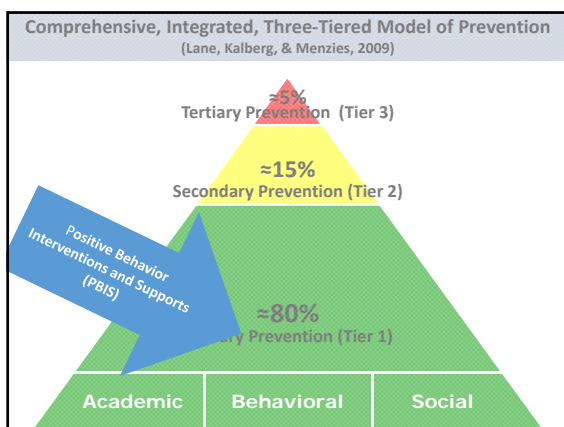 Comprehensive, Integrated, Three-Tiered Model of Prevention
(Lane, Kalberg, & Menzies, 2009)
≈5%
Tertiary Prevention (Tier 3)
≈15%
Secondary Prevention (Tier 2)
Positive Behavior
Interventions and Supports
(PBIS)
≈80%
Prevention (Tier 1)
Academic
Behavioral
Social